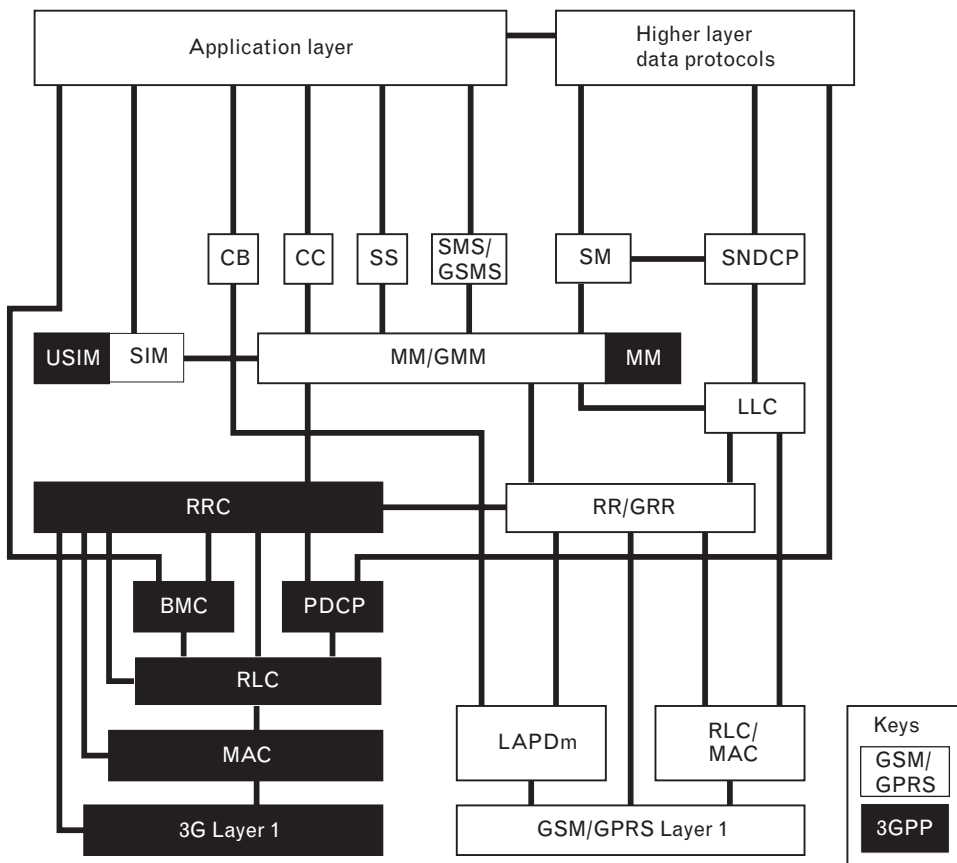 Application layer
Higher layer
data protocols
CB
CC
SS
SMS/
GSMS
SM
SNDCP
USIM
SIM
MM/GMM
MM
LLC
RRC
RR/GRR
BMC
PDCP
RLC
LAPDm
RLC/
MAC
MAC
3G Layer 1
GSM/GPRS Layer 1
Keys
GSM/
GPRS
3GPP